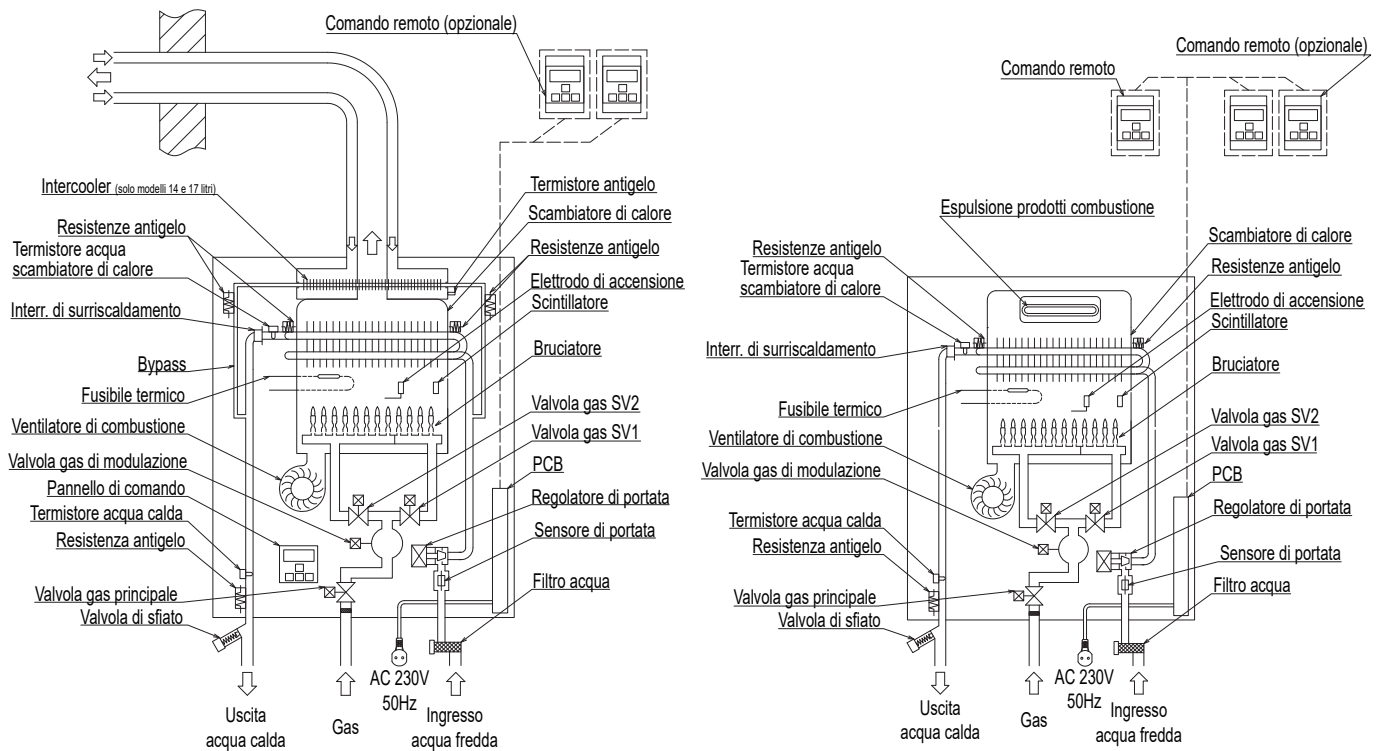 Comando remoto (opzionale)
Intercooler (solo modelli 14 e 17 litri)
Resistenze antigelo
Termistore acqua
scambiatore di calore
Interr. di surriscaldamento
Bypass
Fusibile termico
Ventilatore di combustione
Valvola gas di modulazione
Pannello di comando
Termistore acqua calda
Resistenza antigelo
Valvola gas principale
Valvola di sfiato
Termistore antigelo
Scambiatore di calore
Resistenze antigelo
Elettrodo di accensione
Scintillatore
Bruciatore
Valvola gas SV2
Valvola gas SV1
PCB
Regolatore di portata
Sensore di portata
Filtro acqua
Uscita
acqua calda
Gas
AC 230V
50Hz
Ingresso
acqua fredda
Comando remoto (opzionale)
Comando remoto
Espulsione prodotti combustione
Resistenze antigelo
Termistore acqua
scambiatore di calore
Interr. di surriscaldamento
Fusibile termico
Ventilatore di combustione
Valvola gas di modulazione
Termistore acqua calda
Resistenza antigelo
Valvola gas principale
Valvola di sfiato
Scambiatore di calore
Resistenze antigelo
Elettrodo di accensione
Scintillatore
Bruciatore
Valvola gas SV2
Valvola gas SV1
PCB
Regolatore di portata
Sensore di portata
Filtro acqua
Uscita
acqua calda
Gas
AC 230V
50Hz
Ingresso
acqua fredda